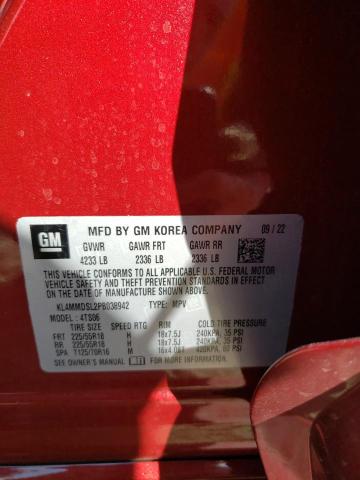 GM
MFD BY GM KOREA COMPANY 09 / 22
GVWR GAWR FRT GAWR RR
4233 LB 2336 LB 2336 LB
THIS VEHICLE CONFORMS TO ALL APPLICABLE U.S. FEDERAL MOTOR
VEHICLE SAFETY AND THEFT PREVENTION STANDARDS IN EFFECT
ON THE DATE OF MANUFACTURE SHOWN ABOVE.
KL4MMDSL2PB038942 TYPE: MPV
MODEL: 4TS06
TIRE SIZE SPEED RTG RIM COLD TIRE PRESSURE
FRT 225/55R18 H 18x7.5J 240KPA, 35 PSI
RR 225/55R18 H 18x7.5J 240KPA, 35 PSI
SPA T125/70R16 M 16x4.00T 420KPA, 60 PSI
SEE OWNER'S MANUAL FOR MORE INFORMATION